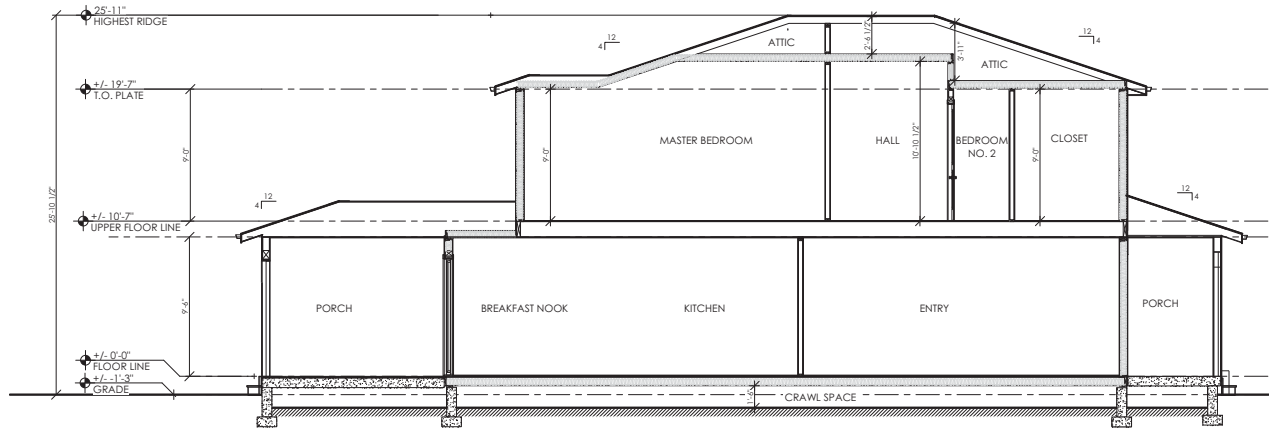 25'-11"
HIGHEST RIDGE
12
4
ATTIC
2'-6 1/2"
3'-11"
12
4
ATTIC
+/- 19'-7"
T.O. PLATE
9'-0"
9'-0"
MASTER BEDROOM
HALL
10'-10 1/2"
BEDROOM
NO. 2
9'-0"
CLOSET
25'-10 1/2"
12
4
12
4
+/- 10'-7"
UPPER FLOOR LINE
9'-6"
PORCH
BREAKFAST NOOK
KITCHEN
ENTRY
PORCH
+/- 0'-0"
FLOOR LINE
+/- -1'-3"
GRADE
1'-6"
CRAWL SPACE